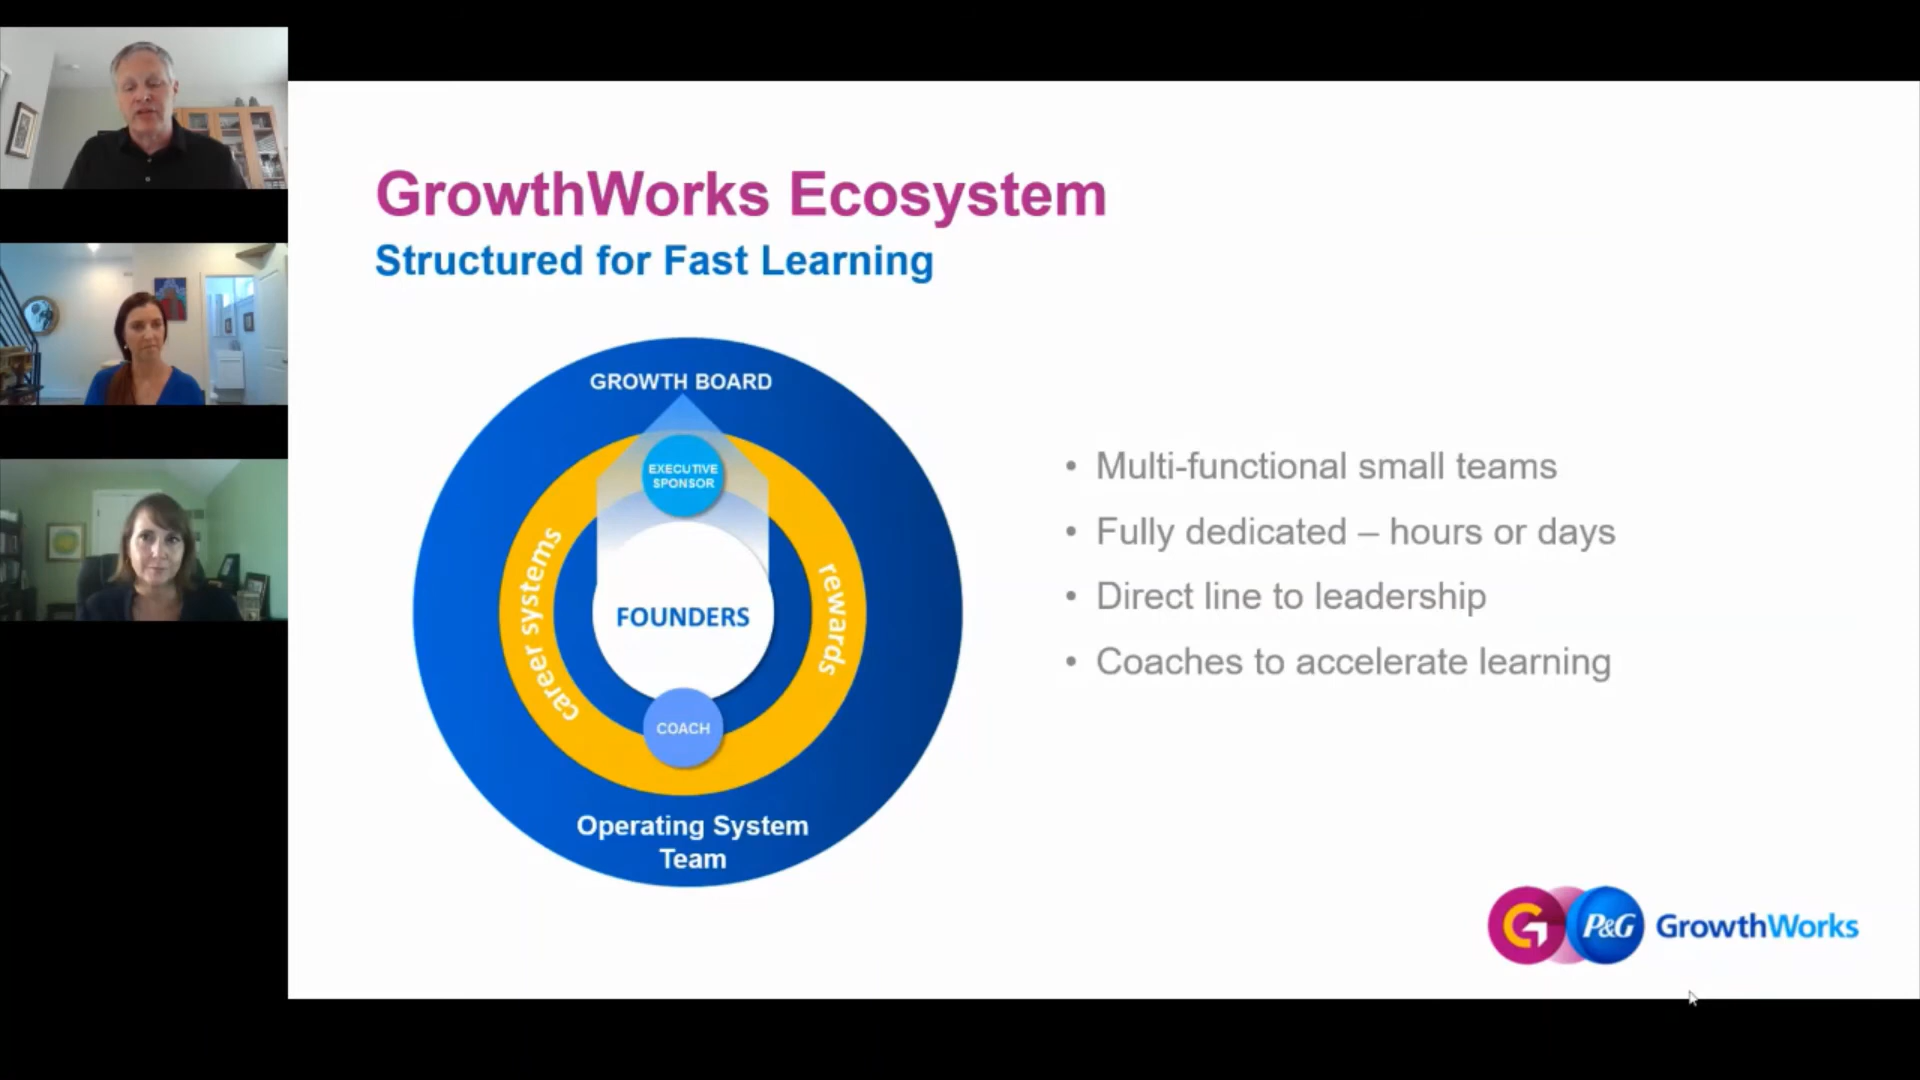 GrowthWorks Ecosystem
Structured for Fast Learning
GROWTH BOARD
EXECUTIVE
SPONSOR
career systems
rewards
FOUNDERS
COACH
Operating System
Team
• Multi-functional small teams
• Fully dedicated – hours or days
• Direct line to leadership
• Coaches to accelerate learning
G P&G GrowthWorks